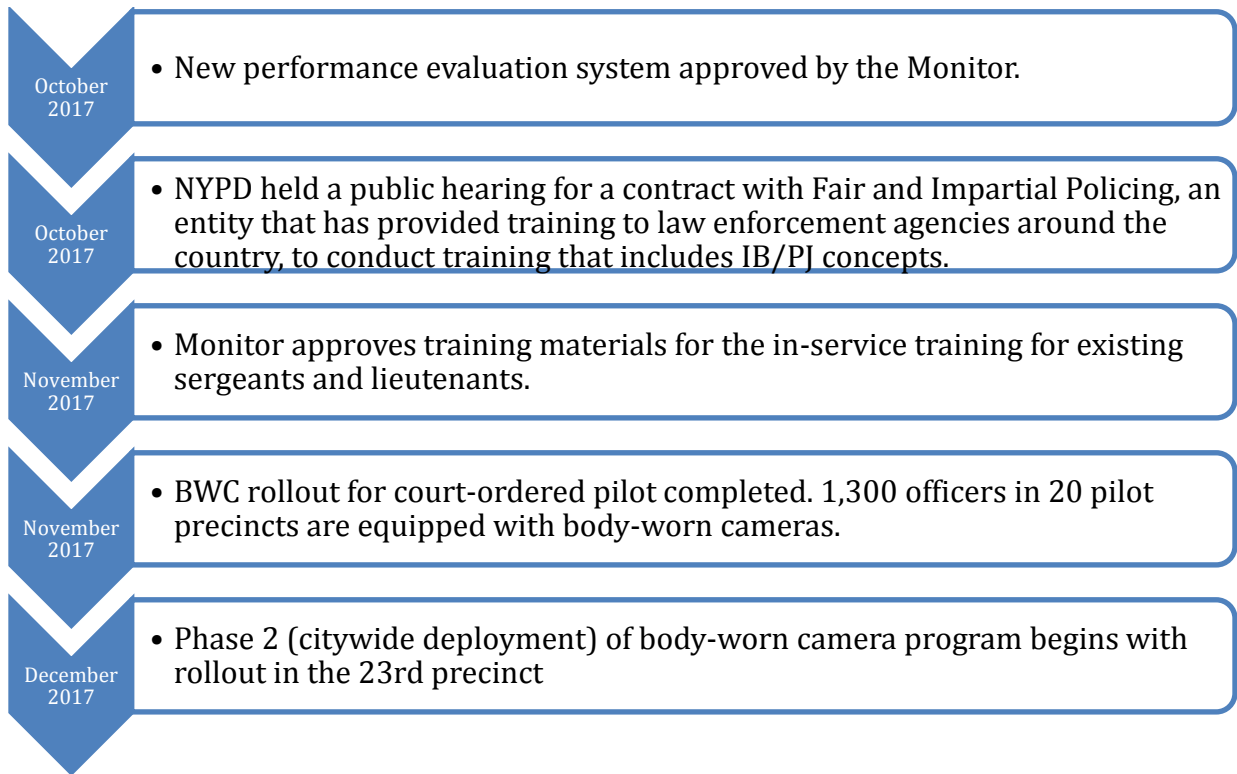 October
2017
• New performance evaluation system approved by the Monitor.
October
2017
• NYPD held a public hearing for a contract with Fair and Impartial Policing, an
entity that has provided training to law enforcement agencies around the
country, to conduct training that includes IB/PJ concepts.
November
2017
• Monitor approves training materials for the in-service training for existing
sergeants and lieutenants.
November
2017
• BWC rollout for court-ordered pilot completed. 1,300 officers in 20 pilot
precincts are equipped with body-worn cameras.
December
2017
• Phase 2 (citywide deployment) of body-worn camera program begins with
rollout in the 23rd precinct